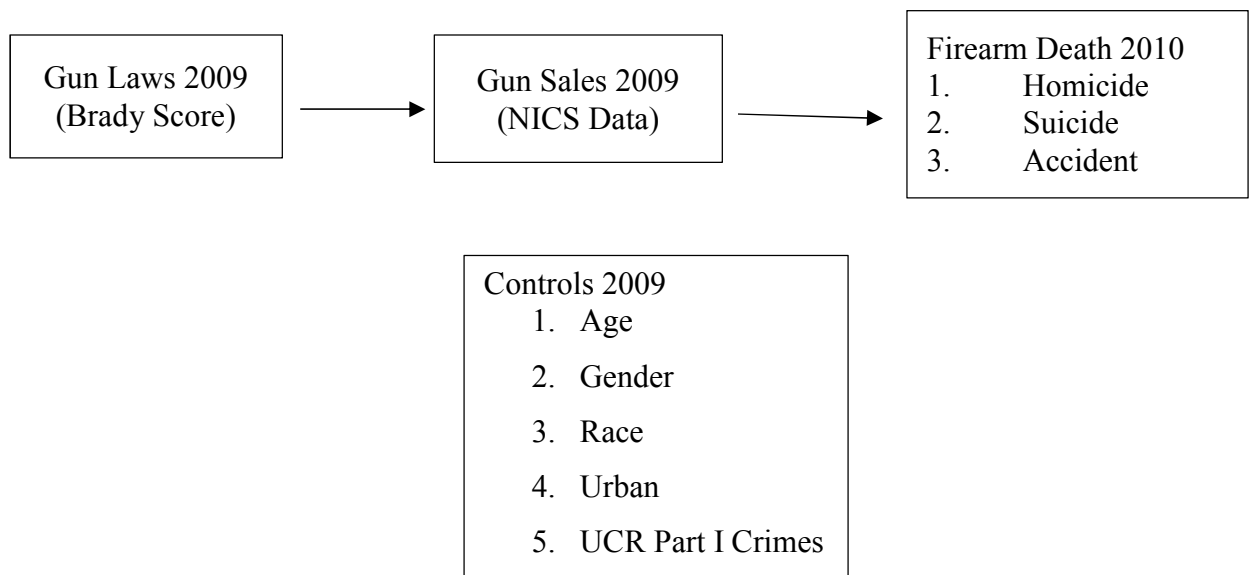 Gun Laws 2009
(Brady Score)
Gun Sales 2009
(NICS Data)
Firearm Death 2010
1. Homicide
2. Suicide
3. Accident
Controls 2009
1. Age
2. Gender
3. Race
4. Urban
5. UCR Part I Crimes